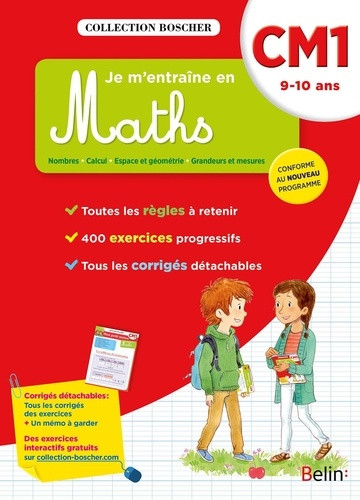 COLLECTION BOSCHER
CM1
9-10 ans
Je m'entraîne en
Maths
Nombres • Calcul • Espace et géométrie • Grandeurs et mesures
CONFORME
AU NOUVEAU
PROGRAMME
Toutes les règles à retenir
400 exercices progressifs
Tous les corrigés détachables
Corrigés détachables :
Tous les corrigés
des exercices
+ Un mémo à garder
Des exercices
interactifs gratuits
sur collection-boscher.com
Belin: